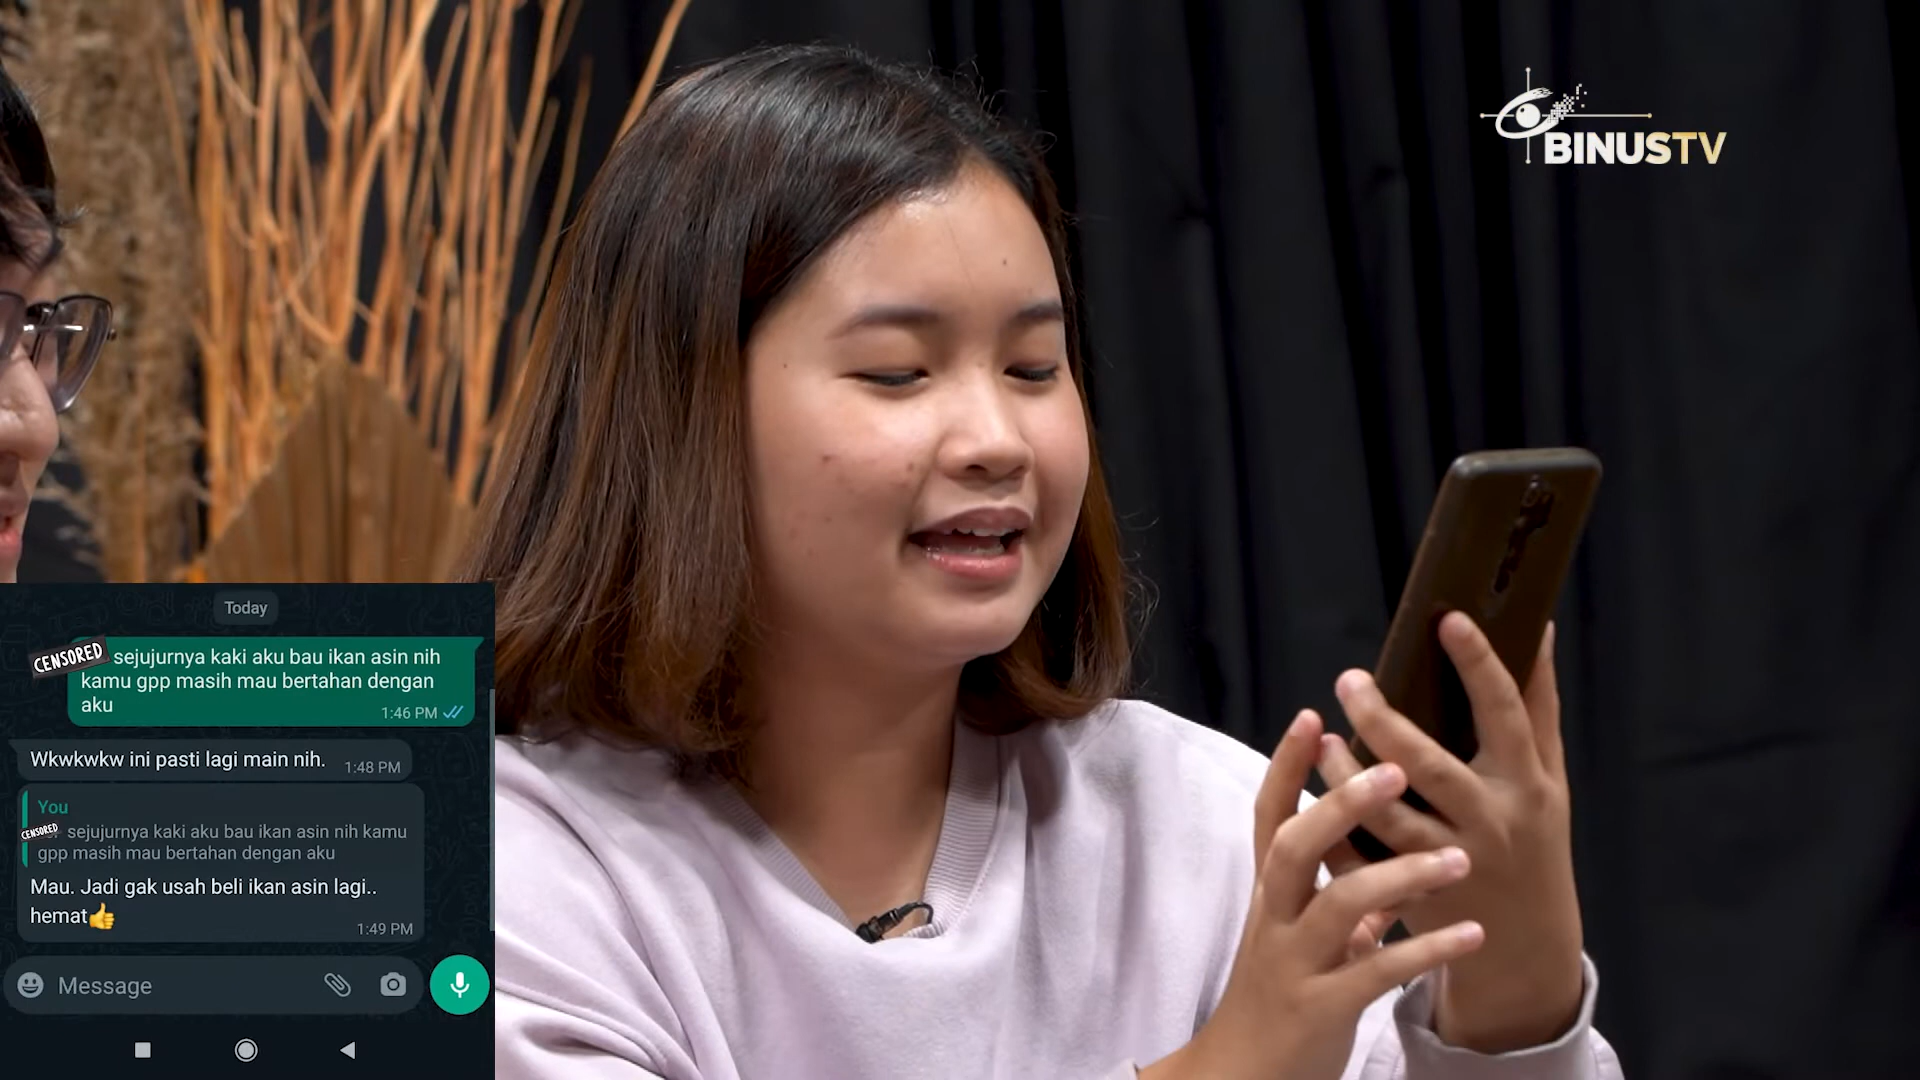 BINUSTV
Today
CENSORED sejujurnya kaki aku bau ikan asin nih
kamu gpp masih mau bertahan dengan
aku
1:46 PM
Wkwkwkw ini pasti lagi main nih.
1:48 PM
You
CENSORED sejujurnya kaki aku bau ikan asin nih kamu
gpp masih mau bertahan dengan aku
Mau. Jadi gak usah beli ikan asin lagi..
hemat👍
1:49 PM
Message